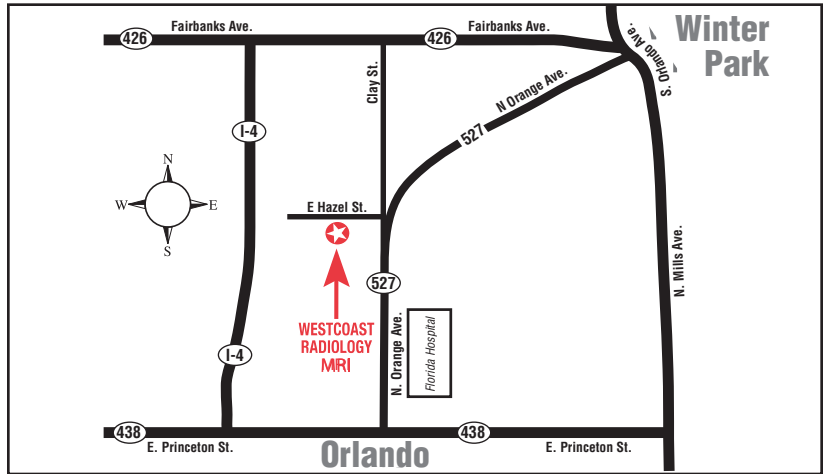 Fairbanks Ave.
Fairbanks Ave.
426
426
Winter
Park
S. Orlando Ave.
Clay St.
N Orange Ave.
I-4
527
N
W
E
S
E Hazel St.
527
N. Mills Ave.
WESTCOAST
RADIOLOGY
MRI
N. Orange Ave.
Florida Hospital
I-4
438
438
E. Princeton St.
Orlando
E. Princeton St.